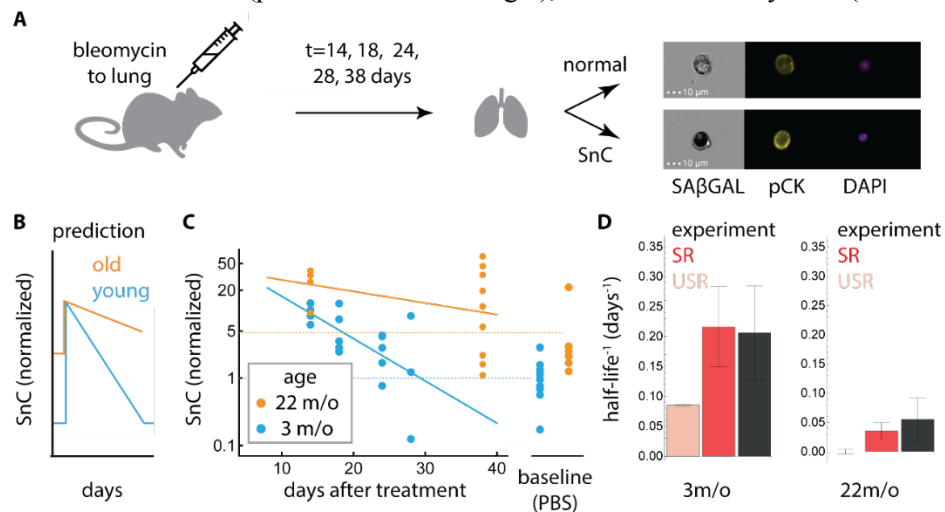 A
bleomycin
to lung
t=14, 18, 24,
28, 38 days
normal
SnC
10 μm
10 μm
SAβGAL pCK DAPI
B
prediction
old
young
SnC (normalized)
days
C
SnC (normalized)
50
20
5
1
0.1
age
22 m/o
3 m/o
10 20 30 40
days after treatment
baseline
(PBS)
D
experiment
SR
USR
half-life⁻¹ (days⁻¹)
0.35
0.30
0.25
0.20
0.15
0.10
0.05
0.00
3m/o
experiment
SR
USR
0.35
0.30
0.25
0.20
0.15
0.10
0.05
0.00
22m/o